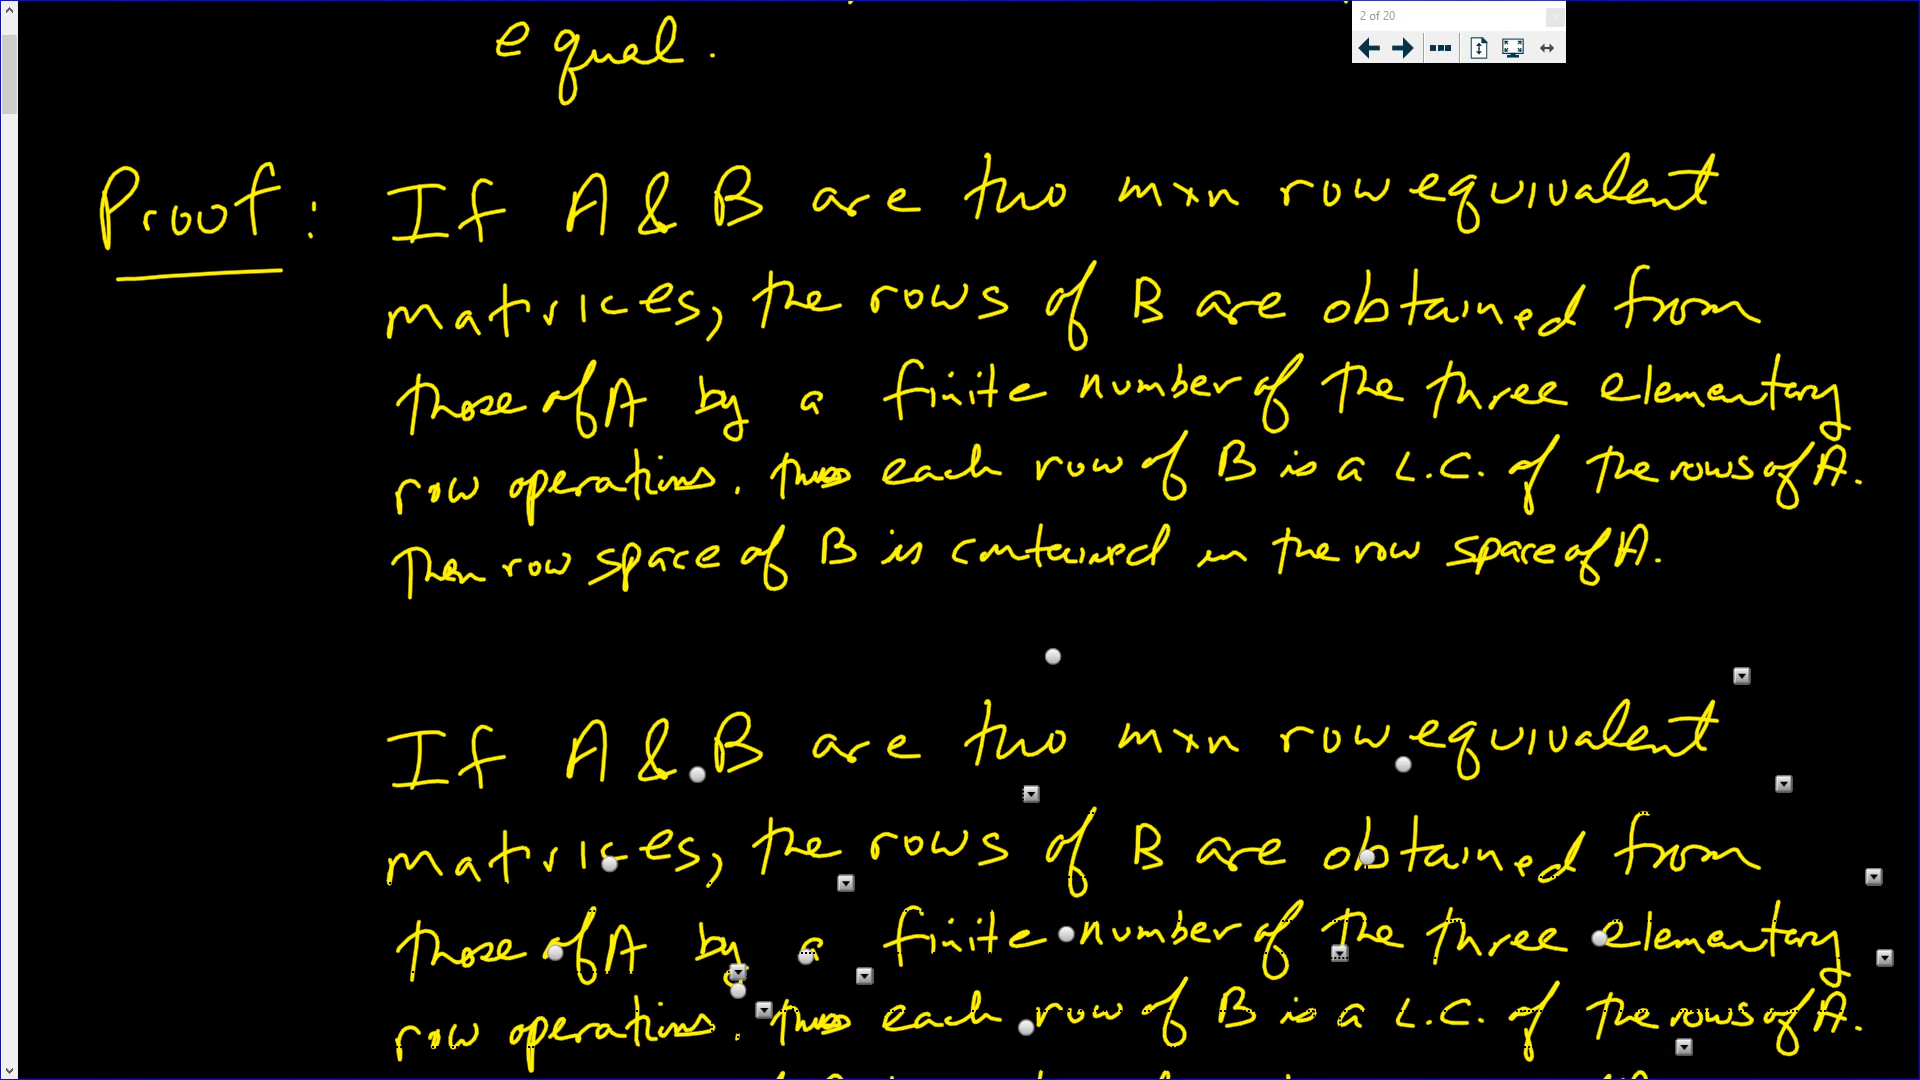 2 of 20
equal.
Proof: If A & B are two mxn row equivalent
matrices, the rows of B are obtained from
those of A by a finite number of the three elementary
row operations. thus each row of B is a L.C. of the rows of A.
Then row space of B is contained in the row space of A.
If A & B are two mxn row equivalent
matrices, the rows of B are obtained from
those of A by a finite number of the three elementary
row operations. thus each row of B is a L.C. of the rows of A.